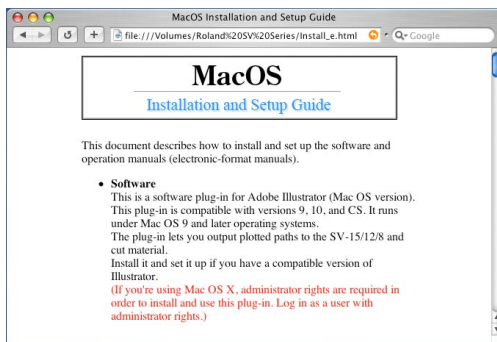 MacOS Installation and Setup Guide
file:///Volumes/Roland%20SV%20Series/Install_e.html
Google
MacOS
Installation and Setup Guide
This document describes how to install and set up the software and
operation manuals (electronic-format manuals).
• Software
This is a software plug-in for Adobe Illustrator (Mac OS version).
This plug-in is compatible with versions 9, 10, and CS. It runs
under Mac OS 9 and later operating systems.
The plug-in lets you output plotted paths to the SV-15/12/8 and
cut material.
Install it and set it up if you have a compatible version of
Illustrator.
(If you're using Mac OS X, administrator rights are required in
order to install and use this plug-in. Log in as a user with
administrator rights.)